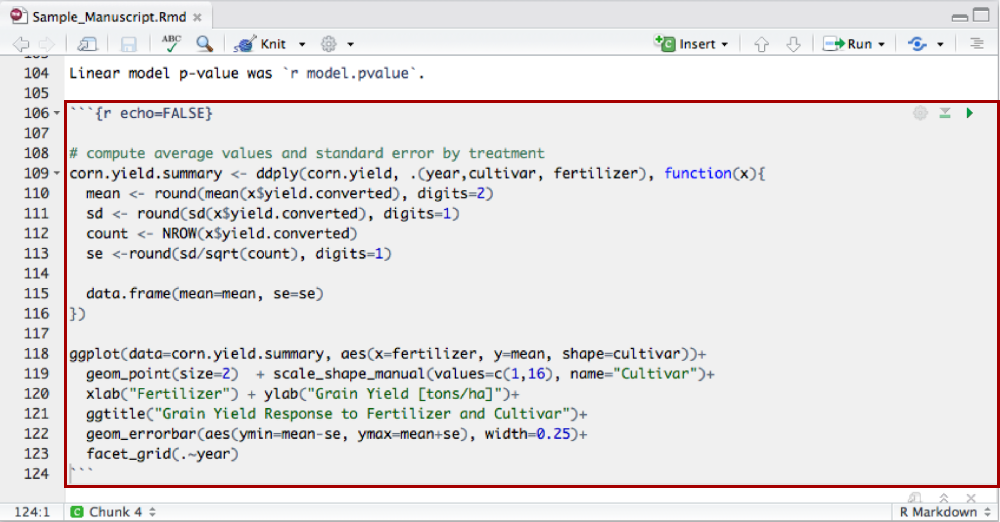 Sample_Manuscript.Rmd
ABC Knit Insert Run
104 Linear model p-value was `r model.pvalue`.
105
106 ```{r echo=FALSE}
107
108 # compute average values and standard error by treatment
109 corn.yield.summary <- ddply(corn.yield, .(year,cultivar, fertilizer), function(x){
110   mean <- round(mean(x$yield.converted), digits=2)
111   sd <- round(sd(x$yield.converted), digits=1)
112   count <- NROW(x$yield.converted)
113   se <-round(sd/sqrt(count), digits=1)
114
115   data.frame(mean=mean, se=se)
116 })
117
118 ggplot(data=corn.yield.summary, aes(x=fertilizer, y=mean, shape=cultivar))+
119   geom_point(size=2)  + scale_shape_manual(values=c(1,16), name="Cultivar")+
120   xlab("Fertilizer") + ylab("Grain Yield [tons/ha]")+
121   ggtitle("Grain Yield Response to Fertilizer and Cultivar")+
122   geom_errorbar(aes(ymin=mean-se, ymax=mean+se), width=0.25)+
123   facet_grid(.~year)
124 ```
124:1 C Chunk 4 R Markdown